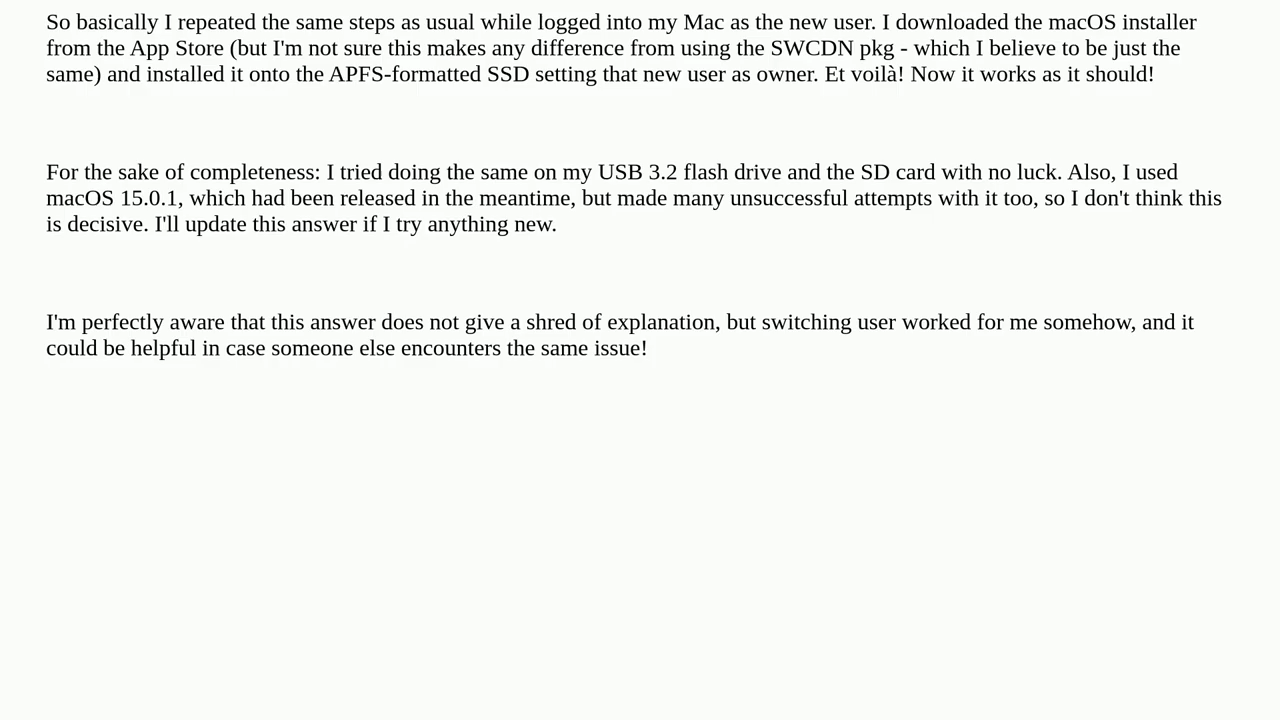 So basically I repeated the same steps as usual while logged into my Mac as the new user. I downloaded the macOS installer
from the App Store (but I'm not sure this makes any difference from using the SWCDN pkg - which I believe to be just the
same) and installed it onto the APFS-formatted SSD setting that new user as owner. Et voilà! Now it works as it should!
For the sake of completeness: I tried doing the same on my USB 3.2 flash drive and the SD card with no luck. Also, I used
macOS 15.0.1, which had been released in the meantime, but made many unsuccessful attempts with it too, so I don't think this
is decisive. I'll update this answer if I try anything new.
I'm perfectly aware that this answer does not give a shred of explanation, but switching user worked for me somehow, and it
could be helpful in case someone else encounters the same issue!